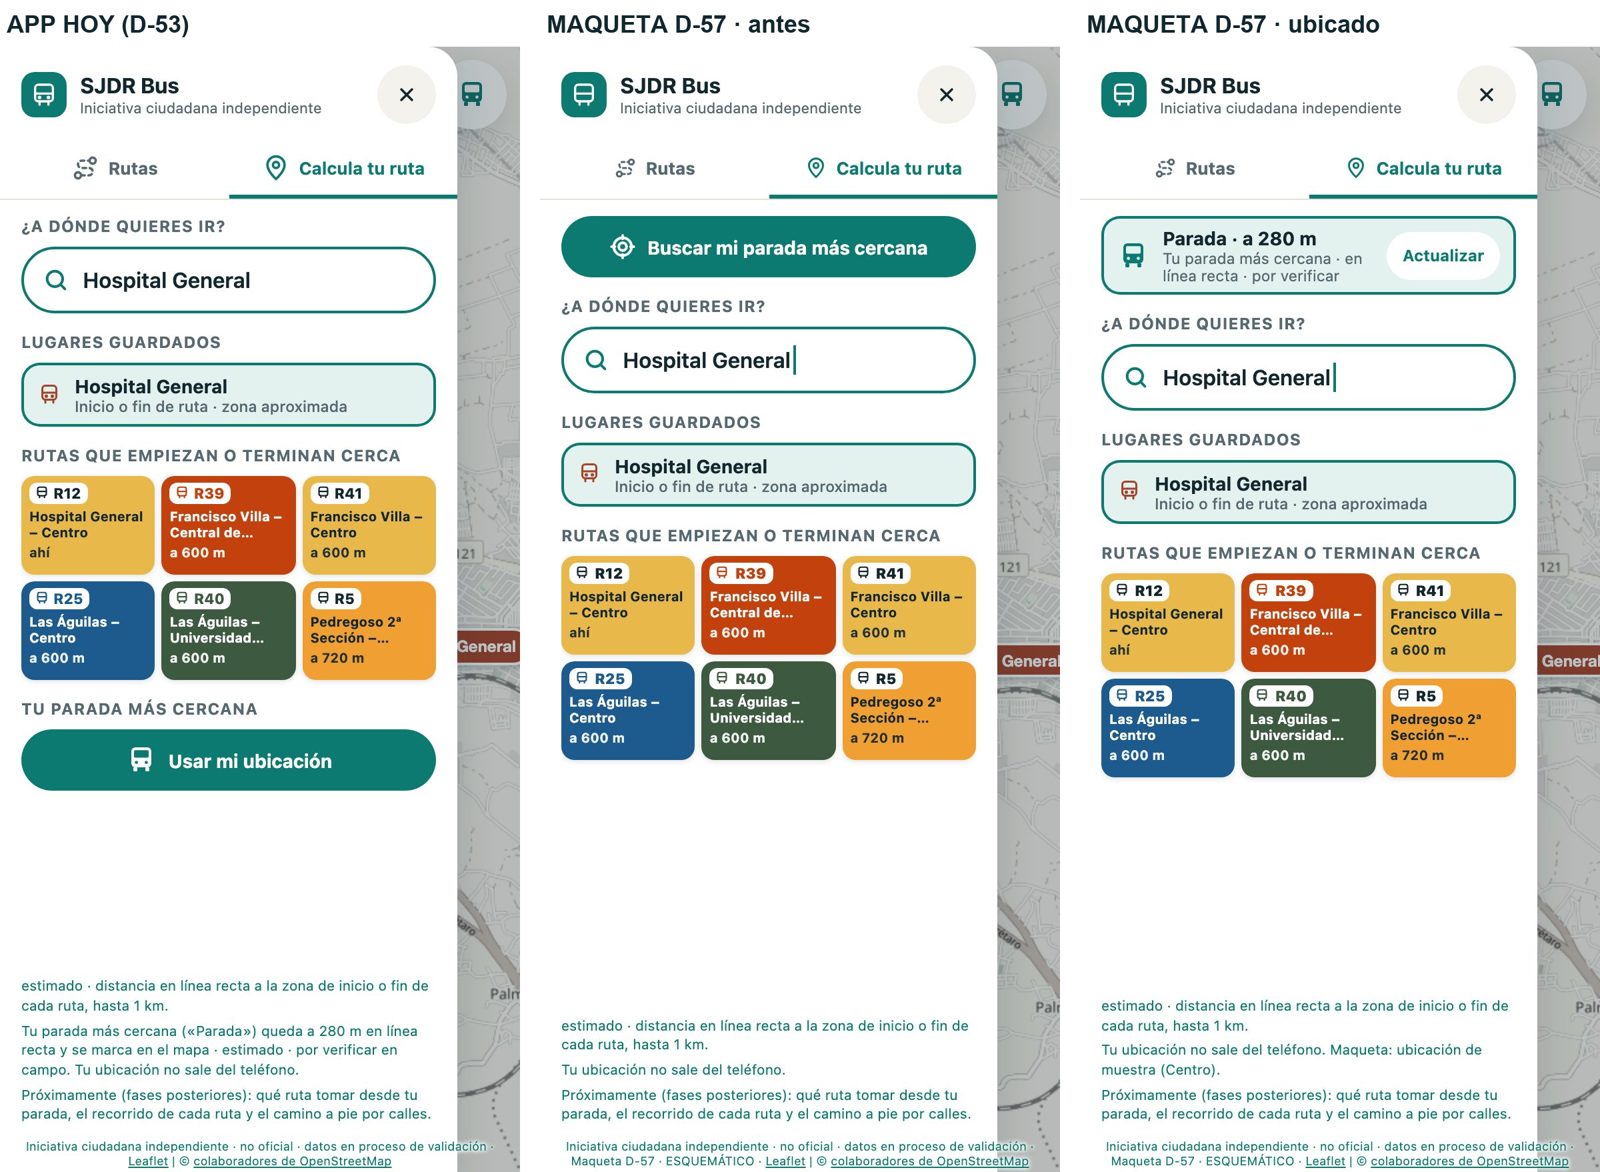 APP HOY (D-53)
SJDR Bus
Iniciativa ciudadana independiente
Rutas
Calcula tu ruta
¿A DÓNDE QUIERES IR?
Hospital General
LUGARES GUARDADOS
Hospital General
Inicio o fin de ruta · zona aproximada
RUTAS QUE EMPIEZAN O TERMINAN CERCA
R12
Hospital General
– Centro
ahí
R39
Francisco Villa –
Central de...
a 600 m
R41
Francisco Villa –
Centro
a 600 m
R25
Las Águilas –
Centro
a 600 m
R40
Las Águilas –
Universidad...
a 600 m
R5
Pedregoso 2ª
Sección –...
a 720 m
TU PARADA MÁS CERCANA
Usar mi ubicación
estimado · distancia en línea recta a la zona de inicio o fin de
cada ruta, hasta 1 km.
Tu parada más cercana («Parada») queda a 280 m en línea
recta y se marca en el mapa · estimado · por verificar en
campo. Tu ubicación no sale del teléfono.
Próximamente (fases posteriores): qué ruta tomar desde tu
parada, el recorrido de cada ruta y el camino a pie por calles.
Iniciativa ciudadana independiente · no oficial · datos en proceso de validación ·
Leaflet | © colaboradores de OpenStreetMap
121
General
Palm
MAQUETA D-57 · antes
SJDR Bus
Iniciativa ciudadana independiente
Rutas
Calcula tu ruta
Buscar mi parada más cercana
¿A DÓNDE QUIERES IR?
Hospital General
LUGARES GUARDADOS
Hospital General
Inicio o fin de ruta · zona aproximada
RUTAS QUE EMPIEZAN O TERMINAN CERCA
R12
Hospital General
– Centro
ahí
R39
Francisco Villa –
Central de...
a 600 m
R41
Francisco Villa –
Centro
a 600 m
R25
Las Águilas –
Centro
a 600 m
R40
Las Águilas –
Universidad...
a 600 m
R5
Pedregoso 2ª
Sección –...
a 720 m
estimado · distancia en línea recta a la zona de inicio o fin de
cada ruta, hasta 1 km.
Tu ubicación no sale del teléfono.
Próximamente (fases posteriores): qué ruta tomar desde tu
parada, el recorrido de cada ruta y el camino a pie por calles.
Iniciativa ciudadana independiente · no oficial · datos en proceso de validación ·
Maqueta D-57 · ESQUEMÁTICO · Leaflet | © colaboradores de OpenStreetMap
121
General
Pal
MAQUETA D-57 · ubicado
SJDR Bus
Iniciativa ciudadana independiente
Rutas
Calcula tu ruta
Parada · a 280 m
Tu parada más cercana · en
línea recta · por verificar
Actualizar
¿A DÓNDE QUIERES IR?
Hospital General
LUGARES GUARDADOS
Hospital General
Inicio o fin de ruta · zona aproximada
RUTAS QUE EMPIEZAN O TERMINAN CERCA
R12
Hospital General
– Centro
ahí
R39
Francisco Villa –
Central de...
a 600 m
R41
Francisco Villa –
Centro
a 600 m
R25
Las Águilas –
Centro
a 600 m
R40
Las Águilas –
Universidad...
a 600 m
R5
Pedregoso 2ª
Sección –...
a 720 m
estimado · distancia en línea recta a la zona de inicio o fin de
cada ruta, hasta 1 km.
Tu ubicación no sale del teléfono. Maqueta: ubicación de
muestra (Centro).
Próximamente (fases posteriores): qué ruta tomar desde tu
parada, el recorrido de cada ruta y el camino a pie por calles.
Iniciativa ciudadana independiente · no oficial · datos en proceso de validación ·
Maqueta D-57 · ESQUEMÁTICO · Leaflet | © colaboradores de OpenStreetMap
121
General
Pal